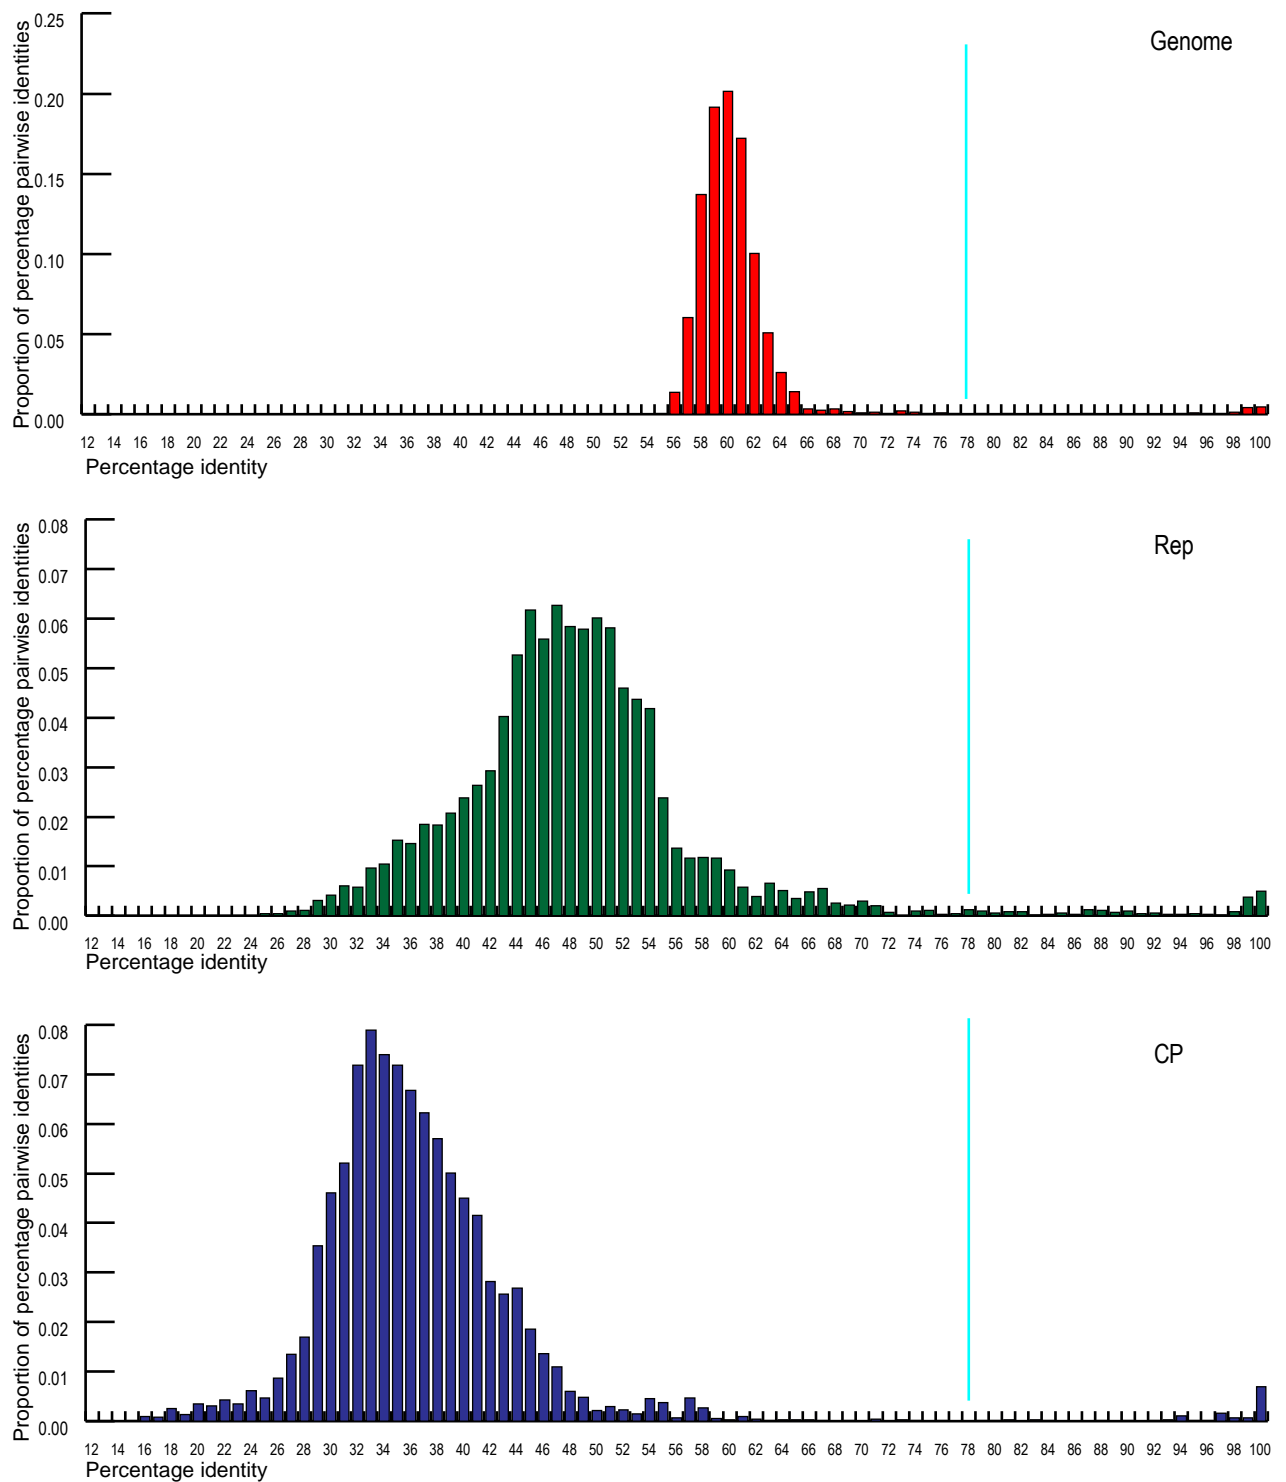 Genome
Proportion of percentage pairwise identities
0.25
0.20
0.15
0.10
0.05
0.00
12 14 16 18 20 22 24 26 28 30 32 34 36 38 40 42 44 46 48 50 52 54 56 58 60 62 64 66 68 70 72 74 76 78 80 82 84 86 88 90 92 94 96 98 100
Percentage identity
Rep
Proportion of percentage pairwise identities
0.08
0.07
0.06
0.05
0.04
0.03
0.02
0.01
0.00
12 14 16 18 20 22 24 26 28 30 32 34 36 38 40 42 44 46 48 50 52 54 56 58 60 62 64 66 68 70 72 74 76 78 80 82 84 86 88 90 92 94 96 98 100
Percentage identity
CP
Proportion of percentage pairwise identities
0.08
0.07
0.06
0.05
0.04
0.03
0.02
0.01
0.00
12 14 16 18 20 22 24 26 28 30 32 34 36 38 40 42 44 46 48 50 52 54 56 58 60 62 64 66 68 70 72 74 76 78 80 82 84 86 88 90 92 94 96 98 100
Percentage identity